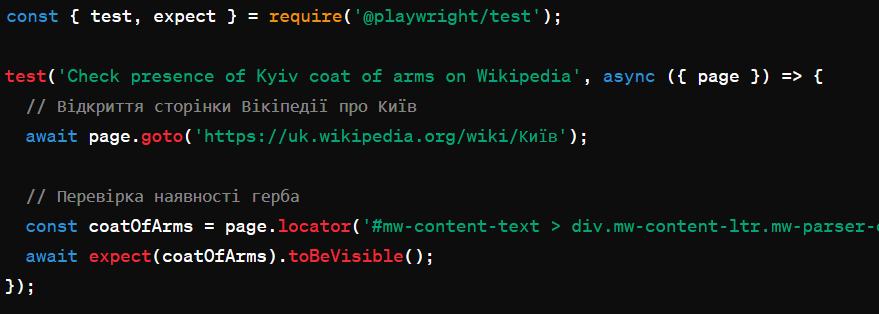 const { test, expect } = require('@playwright/test');
test('Check presence of Kyiv coat of arms on Wikipedia', async ({ page }) => {
// Відкриття сторінки Вікіпедії про Київ
await page.goto('https://uk.wikipedia.org/wiki/Київ');
// Перевірка наявності герба
const coatOfArms = page.locator('#mw-content-text > div.mw-content-ltr.mw-parser-
await expect(coatOfArms).toBeVisible();
});